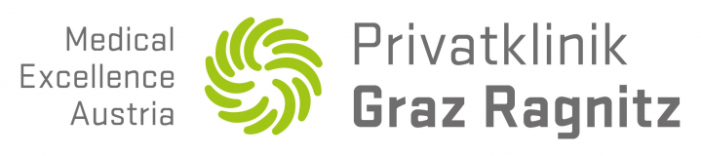 Medical
Excellence
Austria
Privatklinik
Graz Ragnitz